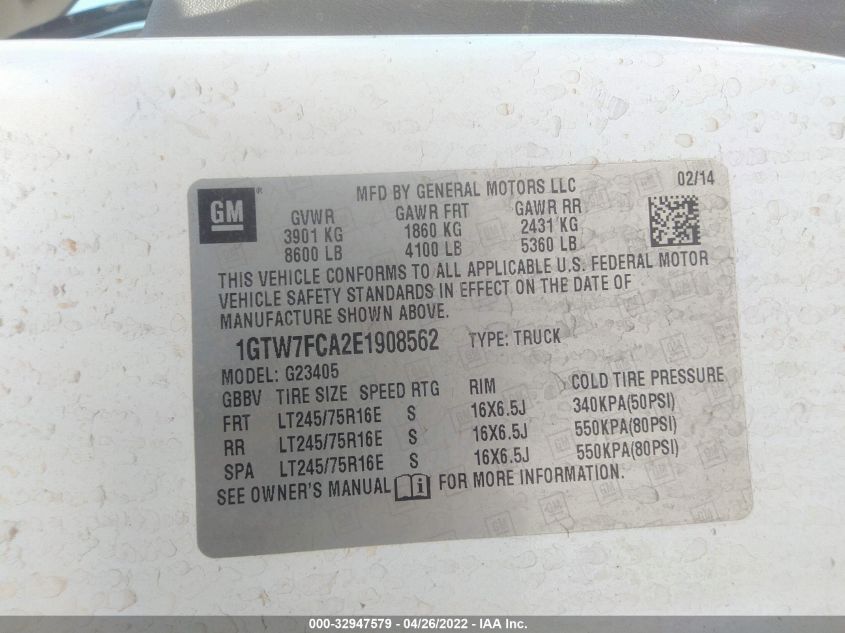 GM ®
MFD BY GENERAL MOTORS LLC 02/14
GVWR GAWR FRT GAWR RR
3901 KG 1860 KG 2431 KG
8600 LB 4100 LB 5360 LB
THIS VEHICLE CONFORMS TO ALL APPLICABLE U.S. FEDERAL MOTOR
VEHICLE SAFETY STANDARDS IN EFFECT ON THE DATE OF
MANUFACTURE SHOWN ABOVE.
1GTW7FCA2E1908562 TYPE: TRUCK
MODEL: G23405
GBBV TIRE SIZE SPEED RTG RIM COLD TIRE PRESSURE
FRT LT245/75R16E S 16X6.5J 340KPA(50PSI)
RR LT245/75R16E S 16X6.5J 550KPA(80PSI)
SPA LT245/75R16E S 16X6.5J 550KPA(80PSI)
SEE OWNER'S MANUAL i FOR MORE INFORMATION.
000-32947579 - 04/26/2022 - IAA Inc.